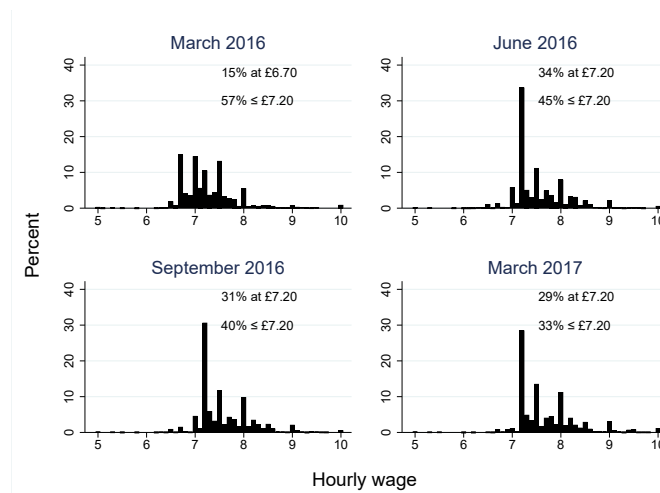 March 2016
15% at £6.70
57% ≤ £7.20
40
30
20
10
0
5 6 7 8 9 10
June 2016
34% at £7.20
45% ≤ £7.20
40
30
20
10
0
5 6 7 8 9 10
Percent
September 2016
31% at £7.20
40% ≤ £7.20
40
30
20
10
0
5 6 7 8 9 10
March 2017
29% at £7.20
33% ≤ £7.20
40
30
20
10
0
5 6 7 8 9 10
Hourly wage